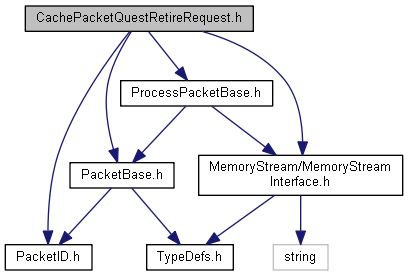 CachePacketQuestRetireRequest.h
ProcessPacketBase.h
PacketBase.h
MemoryStream/MemoryStream
Interface.h
PacketID.h
TypeDefs.h
string